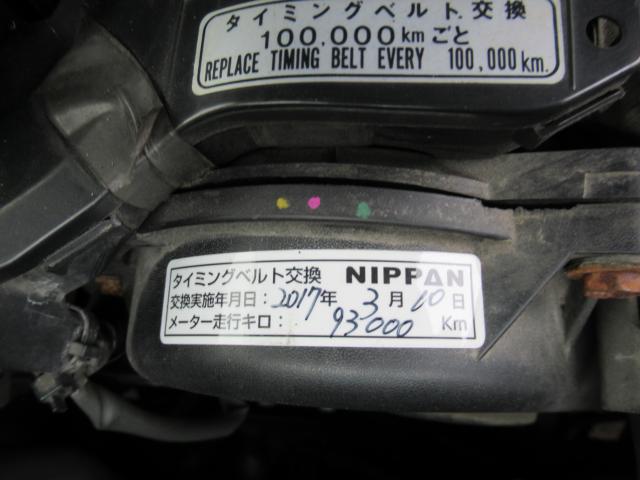 タイミングベルト交換
100,000kmごと
REPLACE TIMING BELT EVERY 100,000km.
タイミングベルト交換 NIPPAN
交換実施年月日:2017年 3月 10日
メーター走行キロ: 93000 Km